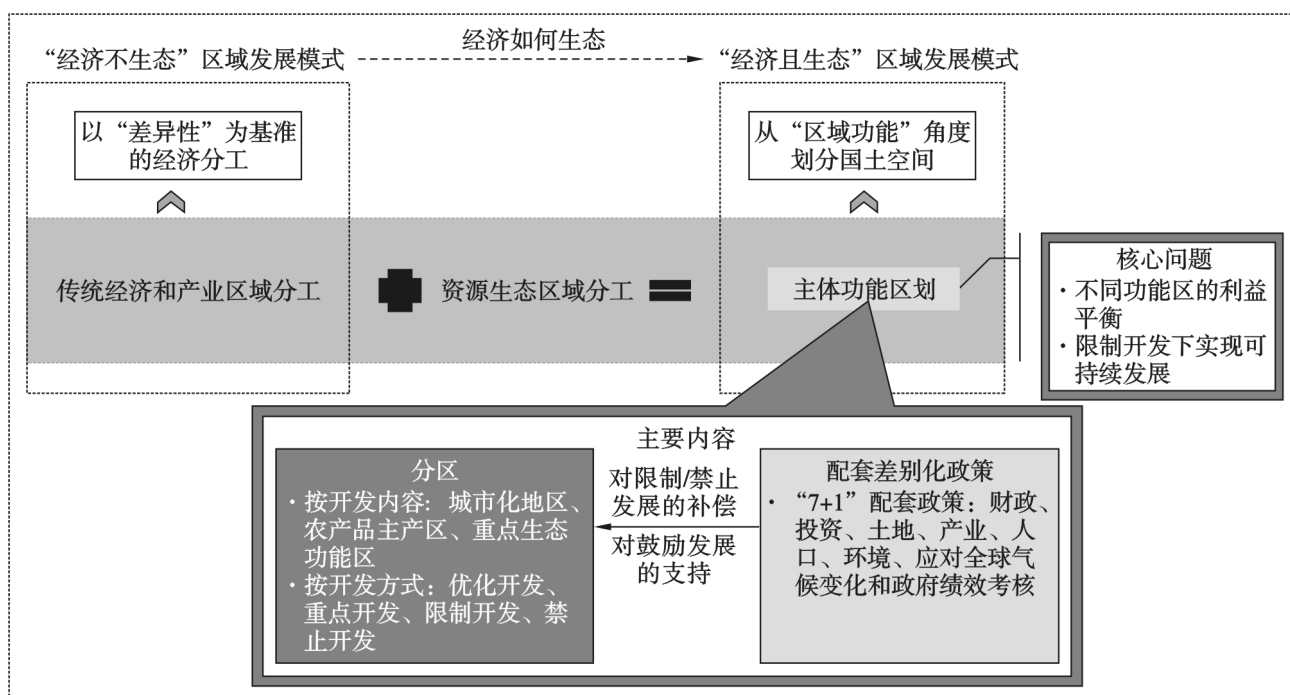 经济如何生态
“经济不生态”区域发展模式
“经济且生态”区域发展模式
以“差异性”为基准
的经济分工
从“区域功能”角度
划分国土空间
传统经济和产业区域分工
资源生态区域分工
主体功能区划
核心问题
·不同功能区的利益
平衡
·限制开发下实现可
持续发展
主要内容
分区
·按开发内容：城市化地区、
农产品主产区、重点生态
功能区
·按开发方式：优化开发、
重点开发、限制开发、禁
止开发
对限制/禁止
发展的补偿
对鼓励发展
的支持
配套差别化政策
·“7+1”配套政策：财政、
投资、土地、产业、人
口、环境、应对全球气
候变化和政府绩效考核